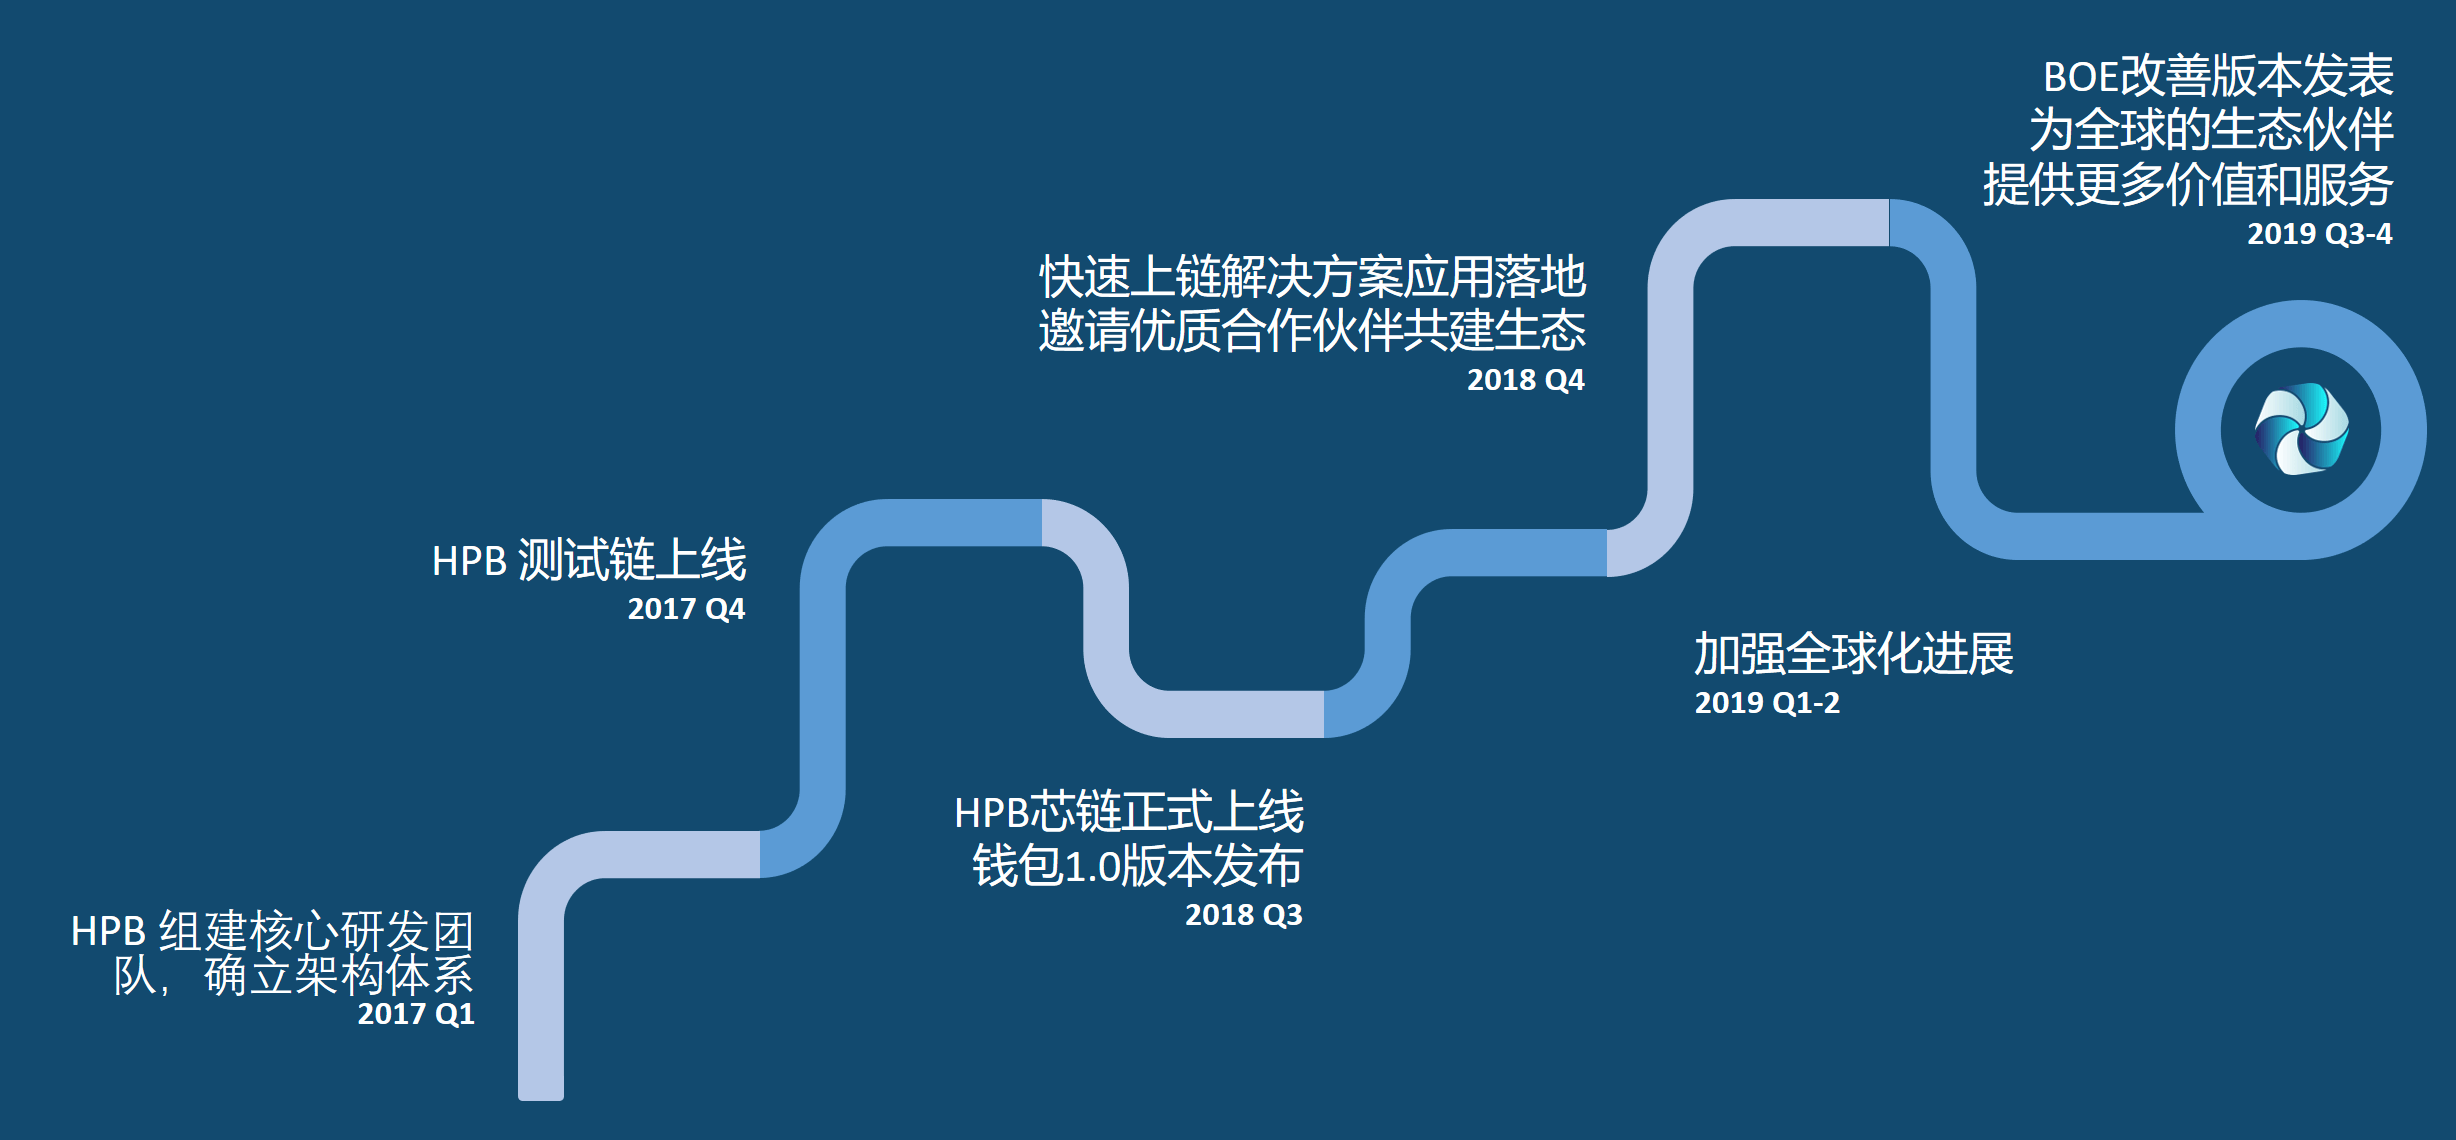 HPB 组建核心研发团
队，确立架构体系
2017 Q1
HPB 测试链上线
2017 Q4
HPB芯链正式上线
钱包1.0版本发布
2018 Q3
快速上链解决方案应用落地
邀请优质合作伙伴共建生态
2018 Q4
加强全球化进展
2019 Q1-2
BOE改善版本发表
为全球的生态伙伴
提供更多价值和服务
2019 Q3-4